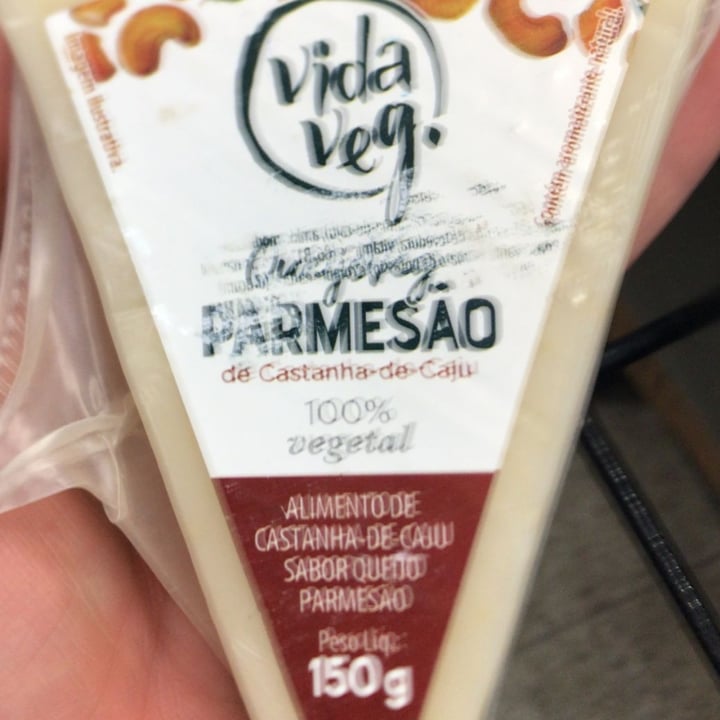 vida
veg.
Imagem Ilustrativa.
Contém aromatizante natural.
PARMESÃO
de Castanha-de-Caju
100%
vegetal
ALIMENTO DE
CASTANHA-DE-CAJU
SABOR QUEIJO
PARMESÃO
Peso Líq.:
150g